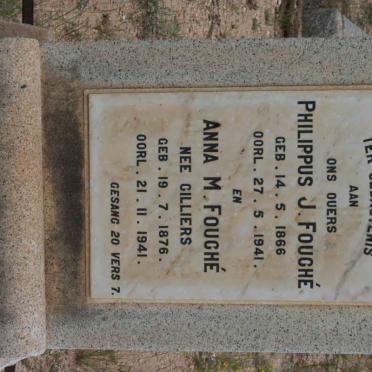 TER GEDAGTENIS
AAN
ONS OUERS
PHILIPPUS J. FOUCHÉ
GEB. 14. 5. 1866
OORL. 27. 5. 1941.
EN
ANNA M. FOUCHÉ
NEE CILLIERS
GEB. 19. 7. 1876.
OORL. 21. 11. 1941.
GESANG 20 VERS 7.